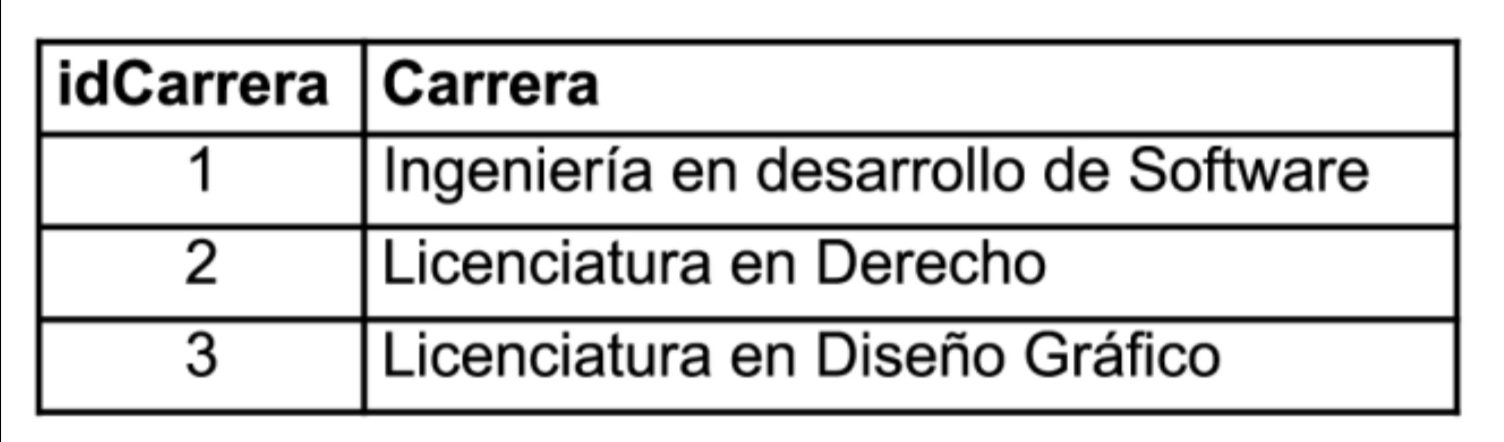 idCarrera Carrera
1 Ingeniería en desarrollo de Software
2 Licenciatura en Derecho
3 Licenciatura en Diseño Gráfico